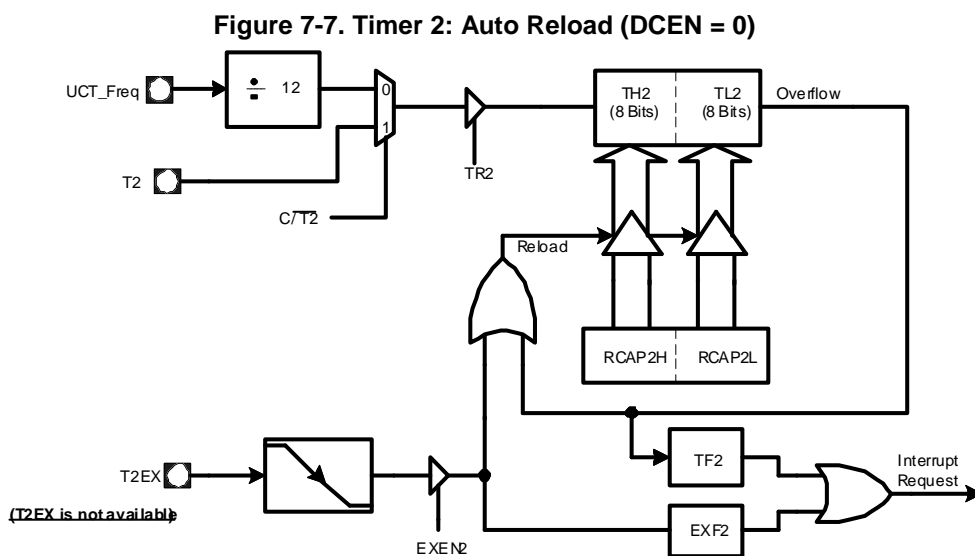 Figure 7-7. Timer 2: Auto Reload (DCEN = 0)
UCT_Freq
÷ 12
0
1
TH2
(8 Bits)
TL2
(8 Bits)
Overflow
T2
TR2
C/T2
Reload
RCAP2H
RCAP2L
T2EX
TF2
Interrupt
Request
(T2EX is not available
EXEN2
EXF2